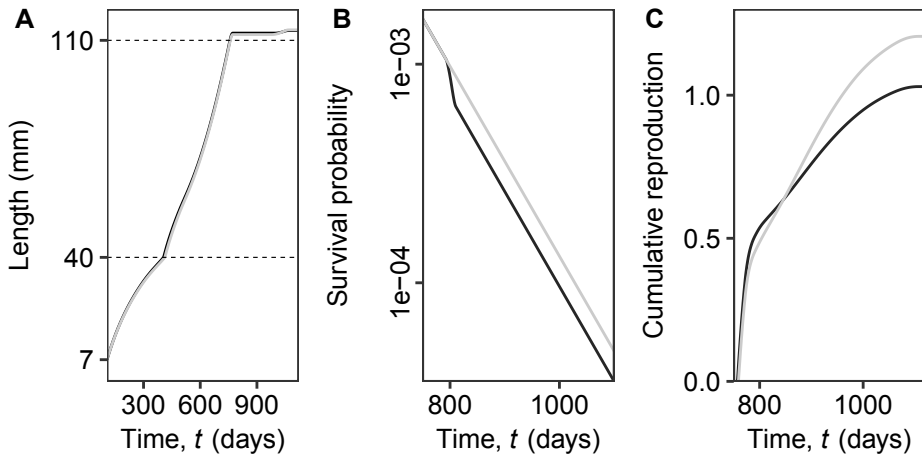 A
Length (mm)
110
40
7
300 600 900
Time, t (days)
B
Survival probability
1e−03
1e−04
800 1000
Time, t (days)
C
Cumulative reproduction
1.0
0.5
0.0
800 1000
Time, t (days)